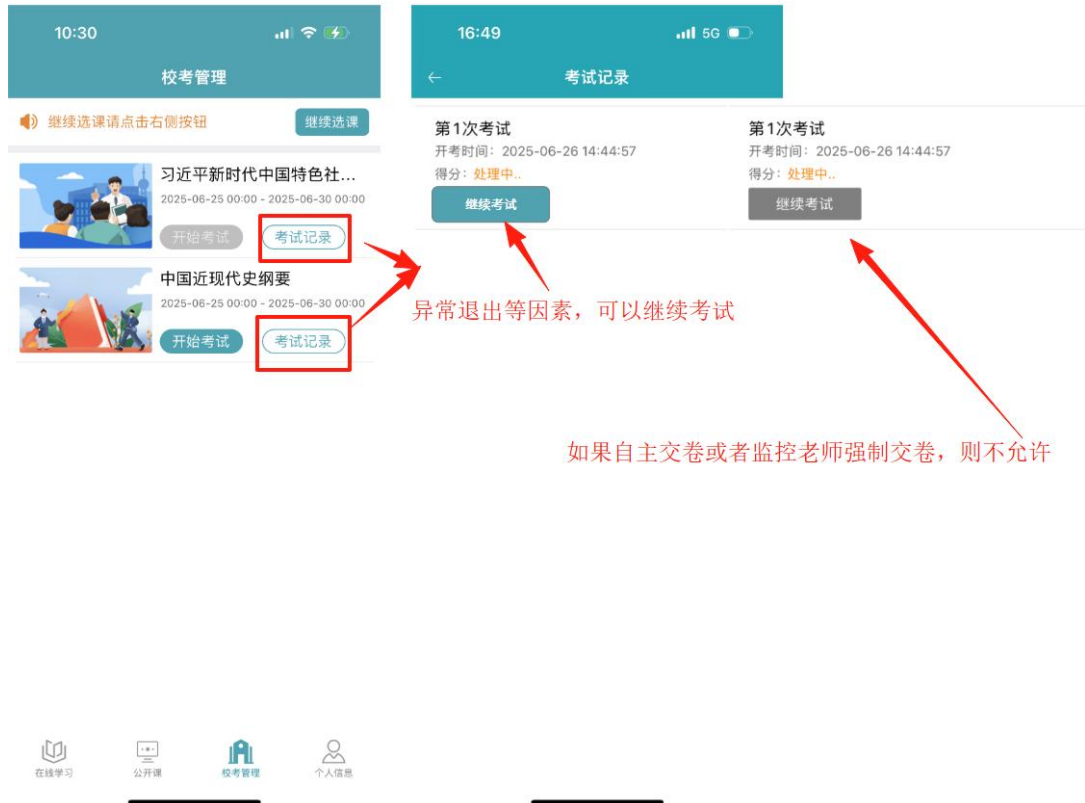 10:30
校考管理
继续选课请点击右侧按钮
继续选课
习近平新时代中国特色社...
2025-06-25 00:00 - 2025-06-30 00:00
开始考试
考试记录
中国近现代史纲要
2025-06-25 00:00 - 2025-06-30 00:00
开始考试
考试记录
在线学习
公开课
校考管理
个人信息
16:49
5G
考试记录
第1次考试
开考时间：2025-06-26 14:44:57
得分：处理中..
继续考试
第1次考试
开考时间：2025-06-26 14:44:57
得分：处理中..
继续考试
异常退出等因素，可以继续考试
如果自主交卷或者监控老师强制交卷，则不允许